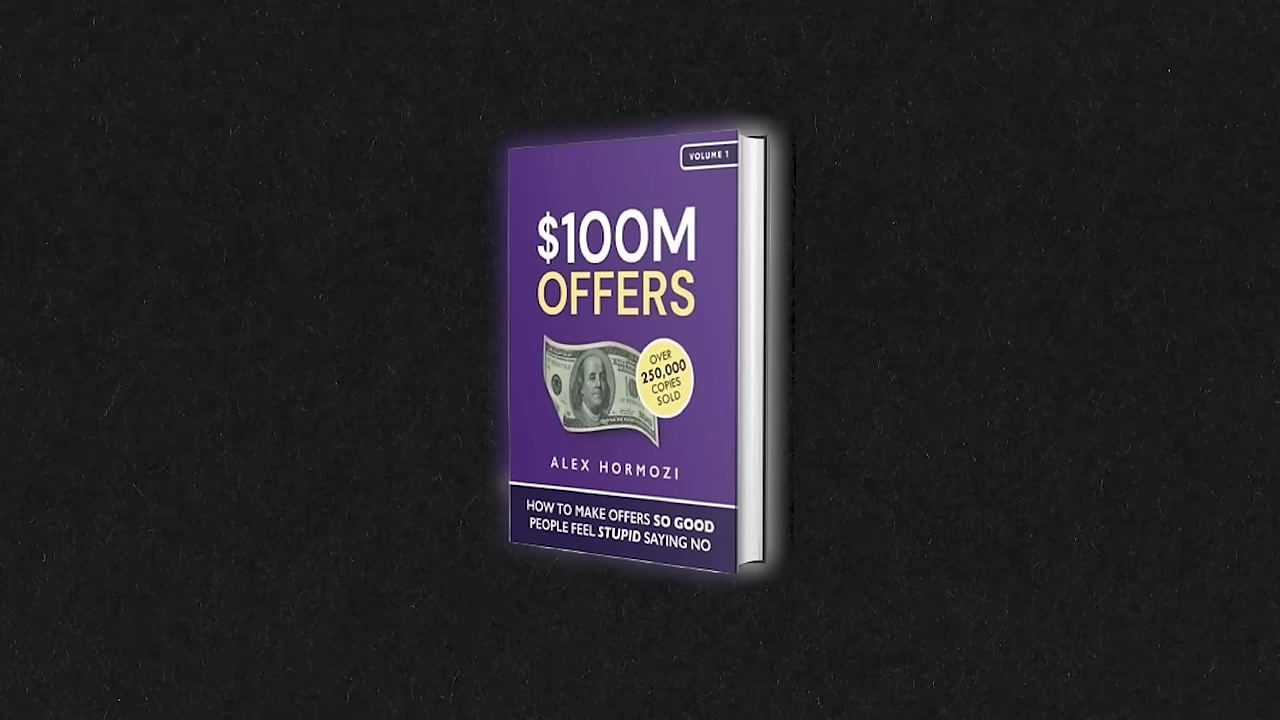 VOLUME 1
$100M
OFFERS
OVER
250,000
COPIES
SOLD
ALEX HORMOZI
HOW TO MAKE OFFERS SO GOOD
PEOPLE FEEL STUPID SAYING NO